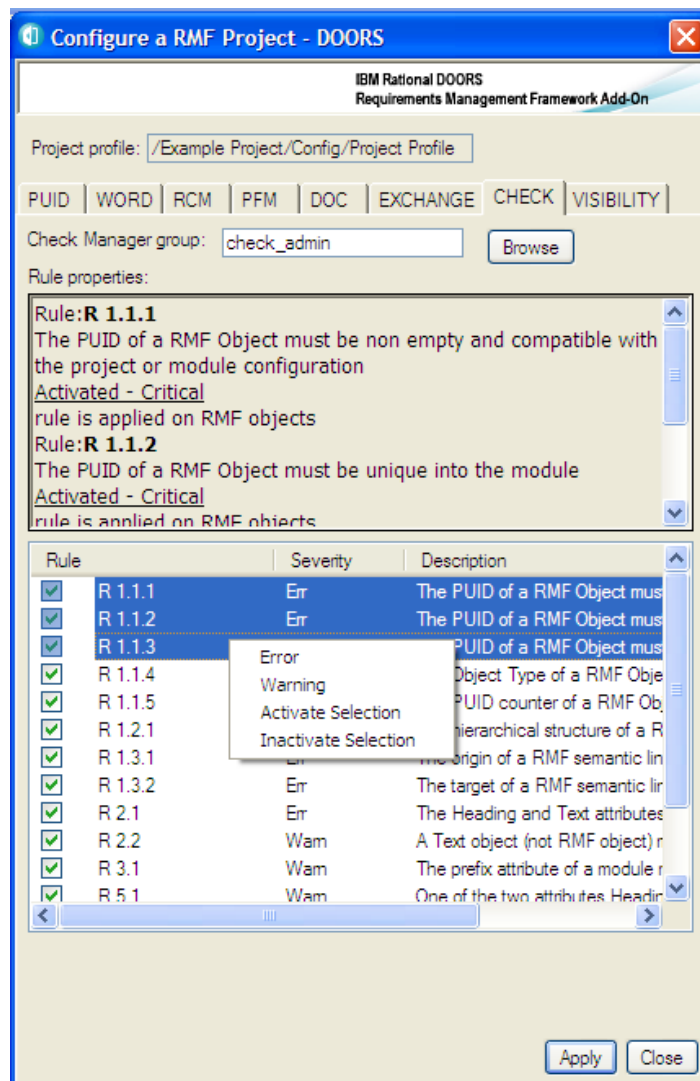 Configure a RMF Project - DOORS
IBM Rational DOORS
Requirements Management Framework Add-On
Project profile: /Example Project/Config/Project Profile
PUID WORD RCM PFM DOC EXCHANGE CHECK VISIBILITY
Check Manager group: check_admin Browse
Rule properties:
Rule:R 1.1.1
The PUID of a RMF Object must be non empty and compatible with
the project or module configuration
Activated - Critical
rule is applied on RMF objects
Rule:R 1.1.2
The PUID of a RMF Object must be unique into the module
Activated - Critical
rule is applied on RMF objects
Rule Severity Description
R 1.1.1 Err The PUID of a RMF Object mus
R 1.1.2 Err The PUID of a RMF Object mus
R 1.1.3 PUID of a RMF Object mus
R 1.1.4 Object Type of a RMF Obje
R 1.1.5 PUID counter of a RMF Obj
R 1.2.1 hierarchical structure of a R
Error
Warning
Activate Selection
Inactivate Selection
R 1.3.1 Err The origin of a RMF semantic lin
R 1.3.2 Err The target of a RMF semantic lin
R 2.1 Err The Heading and Text attributes
R 2.2 Warn A Text object (not RMF object) r
R 3.1 Warn The prefix attribute of a module r
R 5.1 Warn One of the two attributes Headin
Apply Close